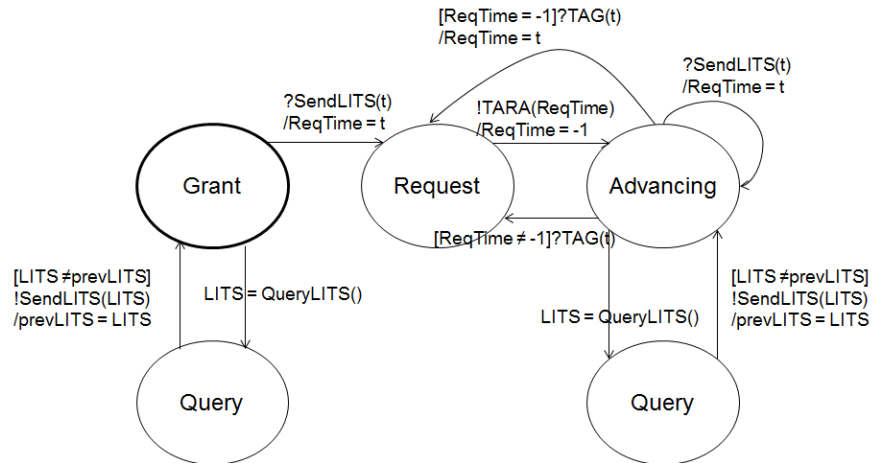 [ReqTime = -1]?TAG(t)
/ReqTime = t
?SendLITS(t)
/ReqTime = t
?SendLITS(t)
/ReqTime = t
!TARA(ReqTime)
/ReqTime = -1
Grant
Request
Advancing
[ReqTime ≠ -1]?TAG(t)
[LITS ≠prevLITS]
!SendLITS(LITS)
/prevLITS = LITS
LITS = QueryLITS()
LITS = QueryLITS()
[LITS ≠prevLITS]
!SendLITS(LITS)
/prevLITS = LITS
Query
Query